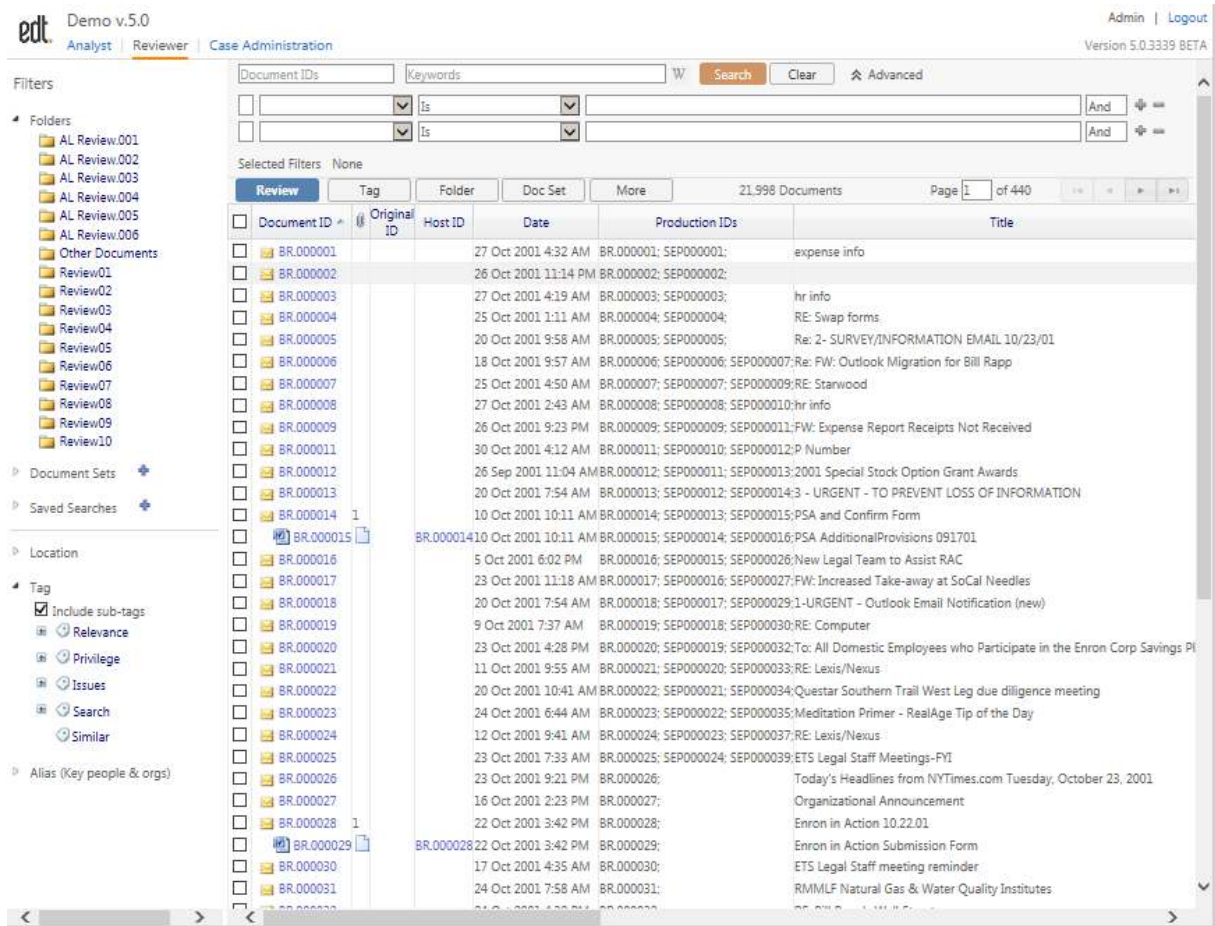 edt. Demo v.5.0
Admin | Logout
Analyst | Reviewer | Case Administration
Version 5.0.3339 BETA
Filters
Folders
AL Review.001
AL Review.002
AL Review.003
AL Review.004
AL Review.005
AL Review.006
Other Documents
Review01
Review02
Review03
Review04
Review05
Review06
Review07
Review08
Review09
Review10
Document Sets
Saved Searches
Location
Tag
Include sub-tags
Relevance
Privilege
Issues
Search
Similar
Alias (Key people & orgs)
Document IDs Keywords W Search Clear Advanced
Is And
Is And
Selected Filters None
Review Tag Folder Doc Set More 21,998 Documents Page 1 of 440
Document ID Original ID Host ID Date Production IDs Title
BR.000001 27 Oct 2001 4:32 AM BR.000001; SEP000001; expense info
BR.000002 26 Oct 2001 11:14 PM BR.000002; SEP000002;
BR.000003 27 Oct 2001 4:19 AM BR.000003; SEP000003; hr info
BR.000004 25 Oct 2001 1:11 AM BR.000004; SEP000004; RE: Swap forms
BR.000005 20 Oct 2001 9:58 AM BR.000005; SEP000005; Re: 2- SURVEY/INFORMATION EMAIL 10/23/01
BR.000006 18 Oct 2001 9:57 AM BR.000006; SEP000006; SEP000007; Re: FW: Outlook Migration for Bill Rapp
BR.000007 25 Oct 2001 4:50 AM BR.000007; SEP000007; SEP000009; RE: Starwood
BR.000008 27 Oct 2001 2:43 AM BR.000008; SEP000008; SEP000010; hr info
BR.000009 26 Oct 2001 9:23 PM BR.000009; SEP000009; SEP000011; FW: Expense Report Receipts Not Received
BR.000011 30 Oct 2001 4:12 AM BR.000011; SEP000010; SEP000012; P Number
BR.000012 26 Sep 2001 11:04 AM BR.000012; SEP000011; SEP000013; 2001 Special Stock Option Grant Awards
BR.000013 20 Oct 2001 7:54 AM BR.000013; SEP000012; SEP000014; 3 - URGENT - TO PREVENT LOSS OF INFORMATION
BR.000014 1 10 Oct 2001 10:11 AM BR.000014; SEP000013; SEP000015; PSA and Confirm Form
BR.000015 BR.000014 10 Oct 2001 10:11 AM BR.000015; SEP000014; SEP000016; PSA AdditionalProvisions 091701
BR.000016 5 Oct 2001 6:02 PM BR.000016; SEP000015; SEP000026; New Legal Team to Assist RAC
BR.000017 23 Oct 2001 11:18 AM BR.000017; SEP000016; SEP000027; FW: Increased Take-away at SoCal Needles
BR.000018 20 Oct 2001 7:54 AM BR.000018; SEP000017; SEP000029; 1-URGENT - Outlook Email Notification (new)
BR.000019 9 Oct 2001 7:37 AM BR.000019; SEP000018; SEP000030; RE: Computer
BR.000020 23 Oct 2001 4:28 PM BR.000020; SEP000019; SEP000032; To: All Domestic Employees who Participate in the Enron Corp Savings Pl
BR.000021 11 Oct 2001 9:55 AM BR.000021; SEP000020; SEP000033; RE: Lexis/Nexus
BR.000022 20 Oct 2001 10:41 AM BR.000022; SEP000021; SEP000034; Questar Southern Trail West Leg due diligence meeting
BR.000023 24 Oct 2001 6:44 AM BR.000023; SEP000022; SEP000035; Meditation Primer - RealAge Tip of the Day
BR.000024 12 Oct 2001 9:41 AM BR.000024; SEP000023; SEP000037; RE: Lexis/Nexus
BR.000025 23 Oct 2001 7:33 AM BR.000025; SEP000024; SEP000039; ETS Legal Staff Meetings-FYI
BR.000026 23 Oct 2001 9:21 PM BR.000026; Today's Headlines from NYTimes.com Tuesday, October 23, 2001
BR.000027 16 Oct 2001 2:23 PM BR.000027; Organizational Announcement
BR.000028 1 22 Oct 2001 3:42 PM BR.000028; Enron in Action 10.22.01
BR.000029 BR.000028 22 Oct 2001 3:42 PM BR.000029; Enron in Action Submission Form
BR.000030 17 Oct 2001 4:35 AM BR.000030; ETS Legal Staff meeting reminder
BR.000031 24 Oct 2001 7:58 AM BR.000031; RMMLF Natural Gas & Water Quality Institutes